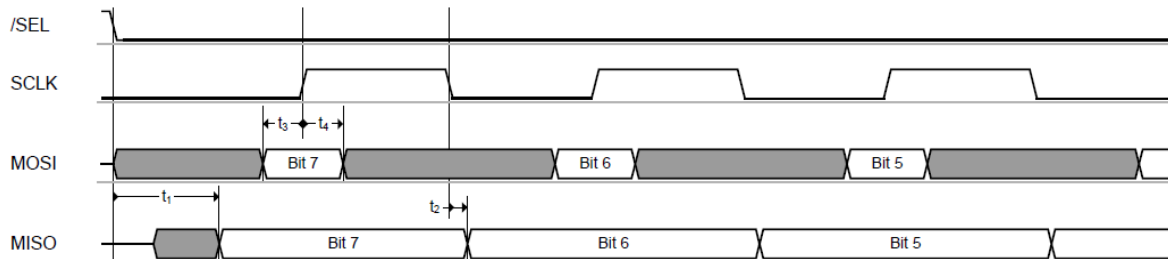 /SEL
SCLK
t3 t4
MOSI Bit 7 Bit 6 Bit 5
t1 t2
MISO Bit 7 Bit 6 Bit 5